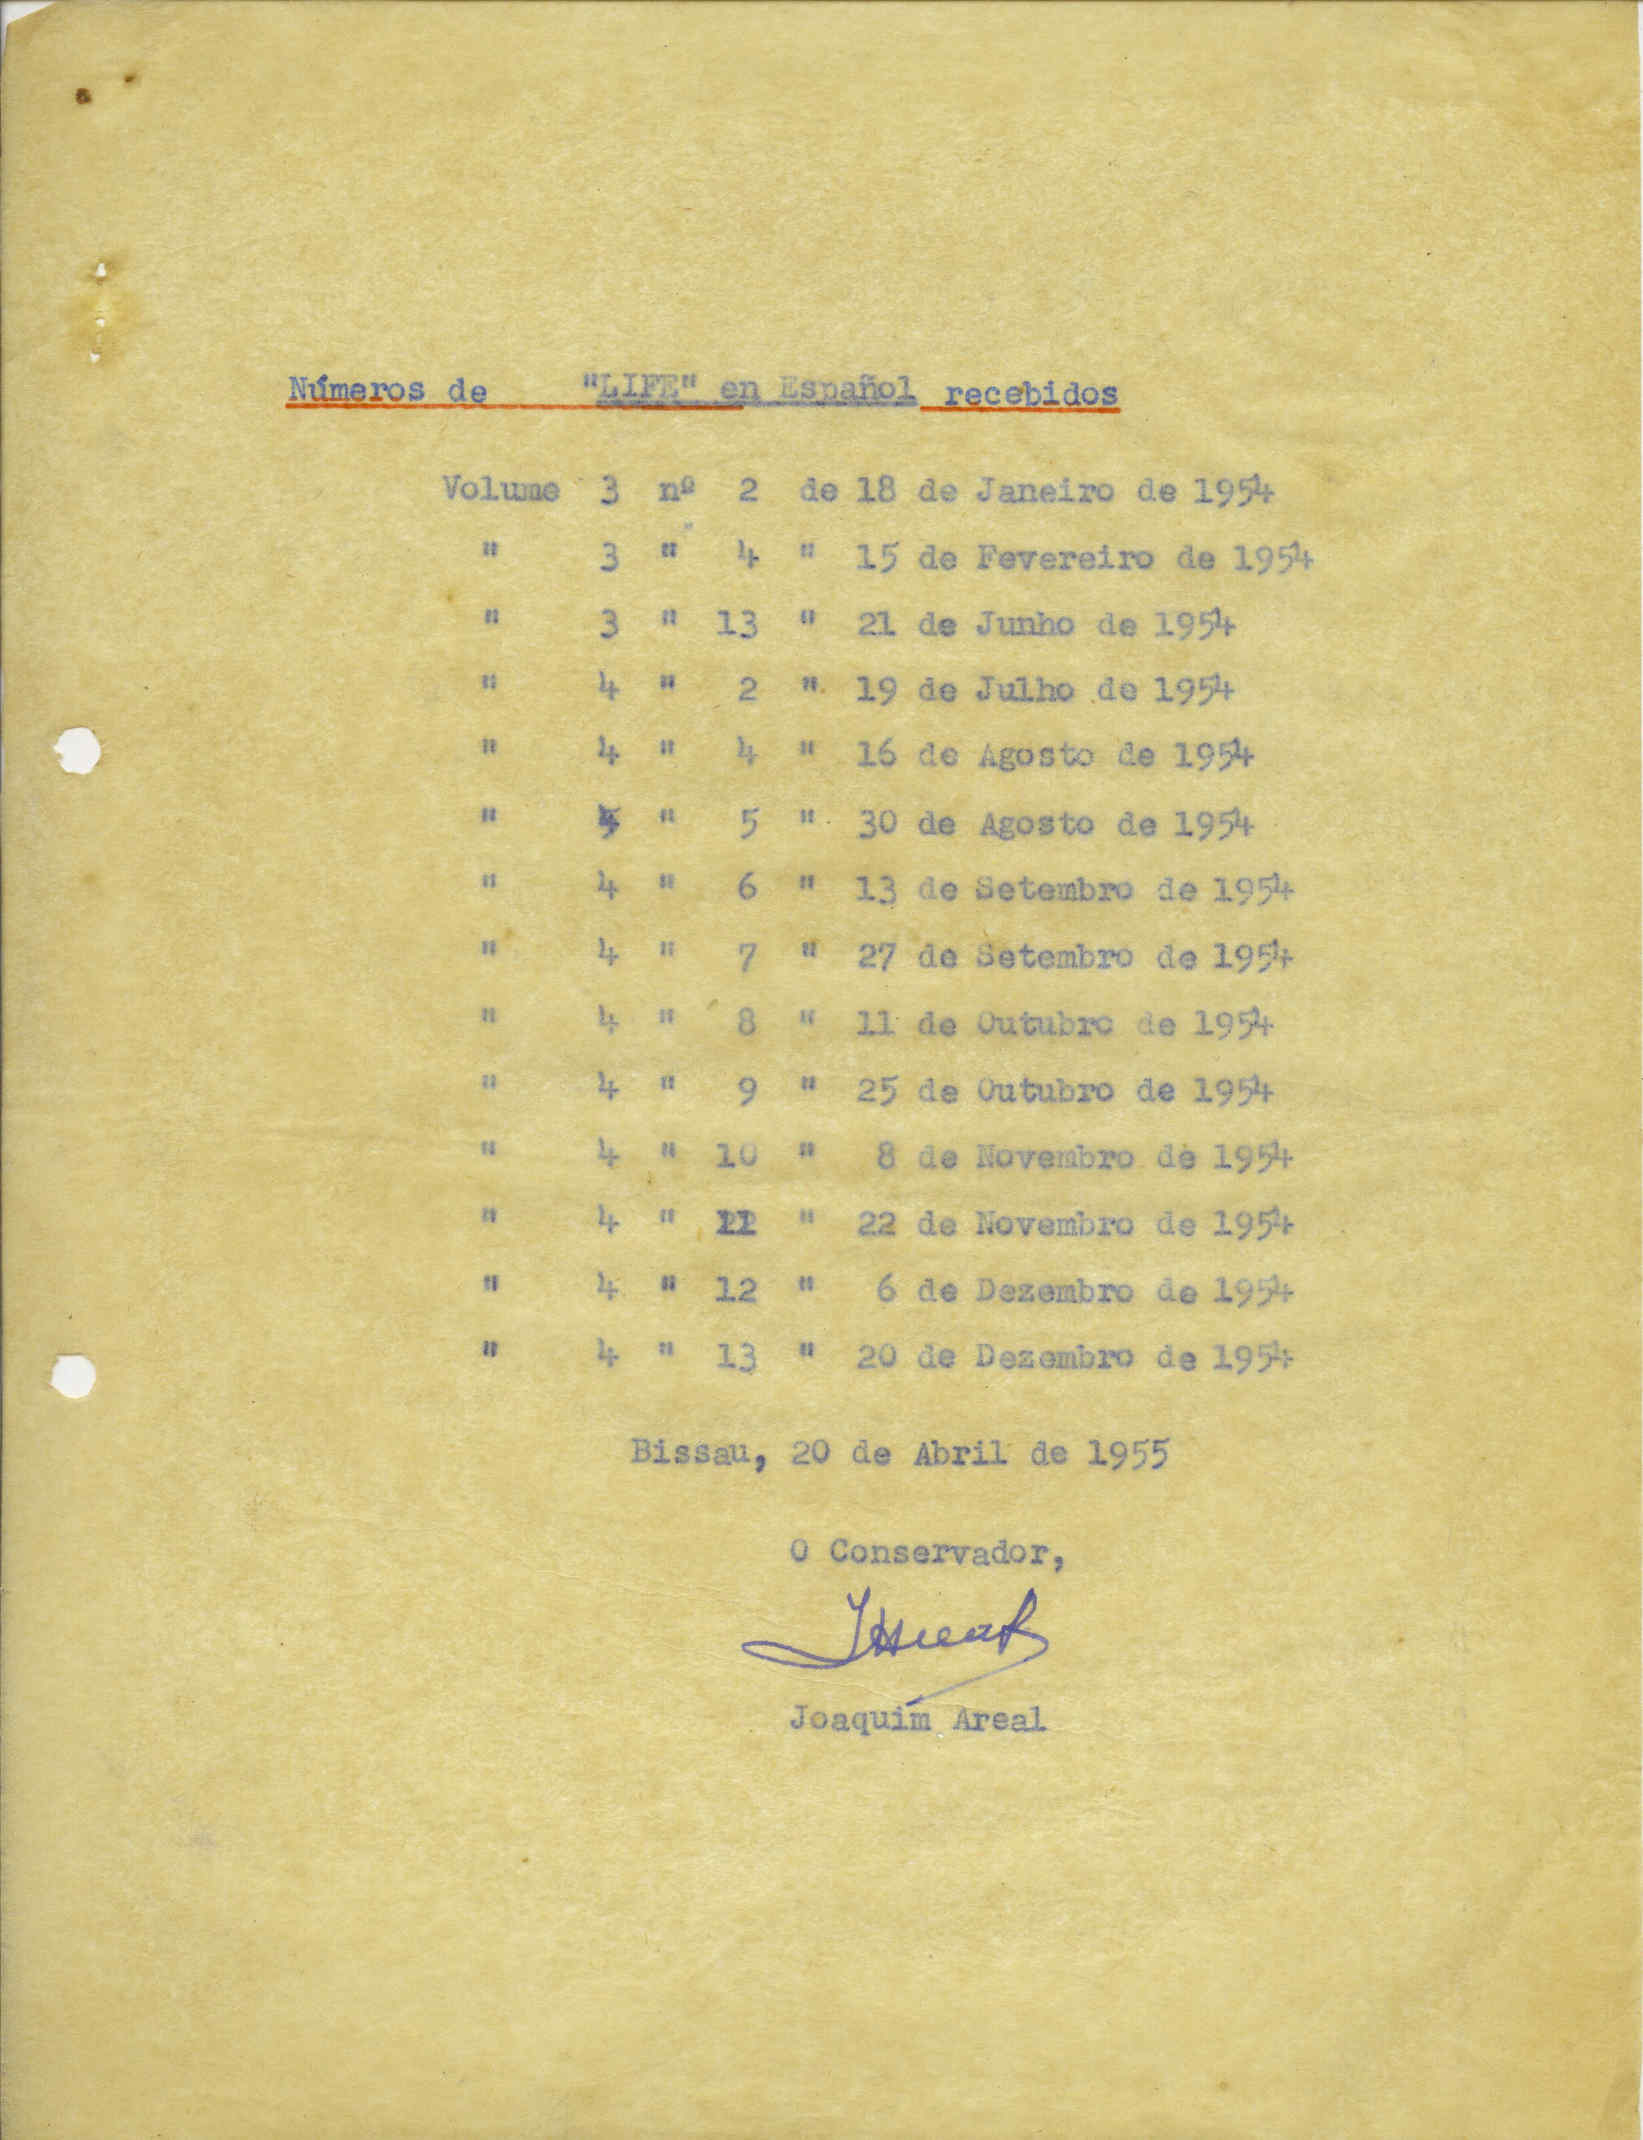 Números de "LIFE" en Español recebidos
Volume 3 nº 2 de 18 de Janeiro de 1954
" 3 " 4 " 15 de Fevereiro de 1954
" 3 " 13 " 21 de Junho de 1954
" 4 " 2 " 19 de Julho de 1954
" 4 " 4 " 16 de Agosto de 1954
" 4 " 5 " 30 de Agosto de 1954
" 4 " 6 " 13 de Setembro de 1954
" 4 " 7 " 27 de Setembro de 1954
" 4 " 8 " 11 de Outubro de 1954
" 4 " 9 " 25 de Outubro de 1954
" 4 " 10 " 8 de Novembro de 1954
" 4 " 11 " 22 de Novembro de 1954
" 4 " 12 " 6 de Dezembro de 1954
" 4 " 13 " 20 de Dezembro de 1954
Bissau, 20 de Abril de 1955
O Conservador,
Joaquim Areal